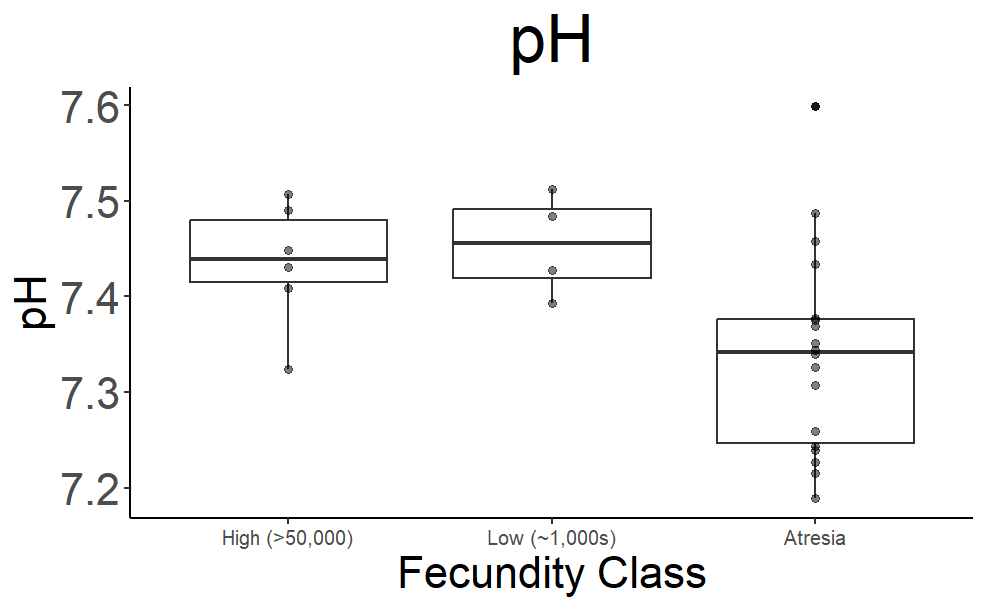 pH
7.6
7.5
7.4
7.3
7.2
pH
High (>50,000)
Low (~1,000s)
Atresia
Fecundity Class